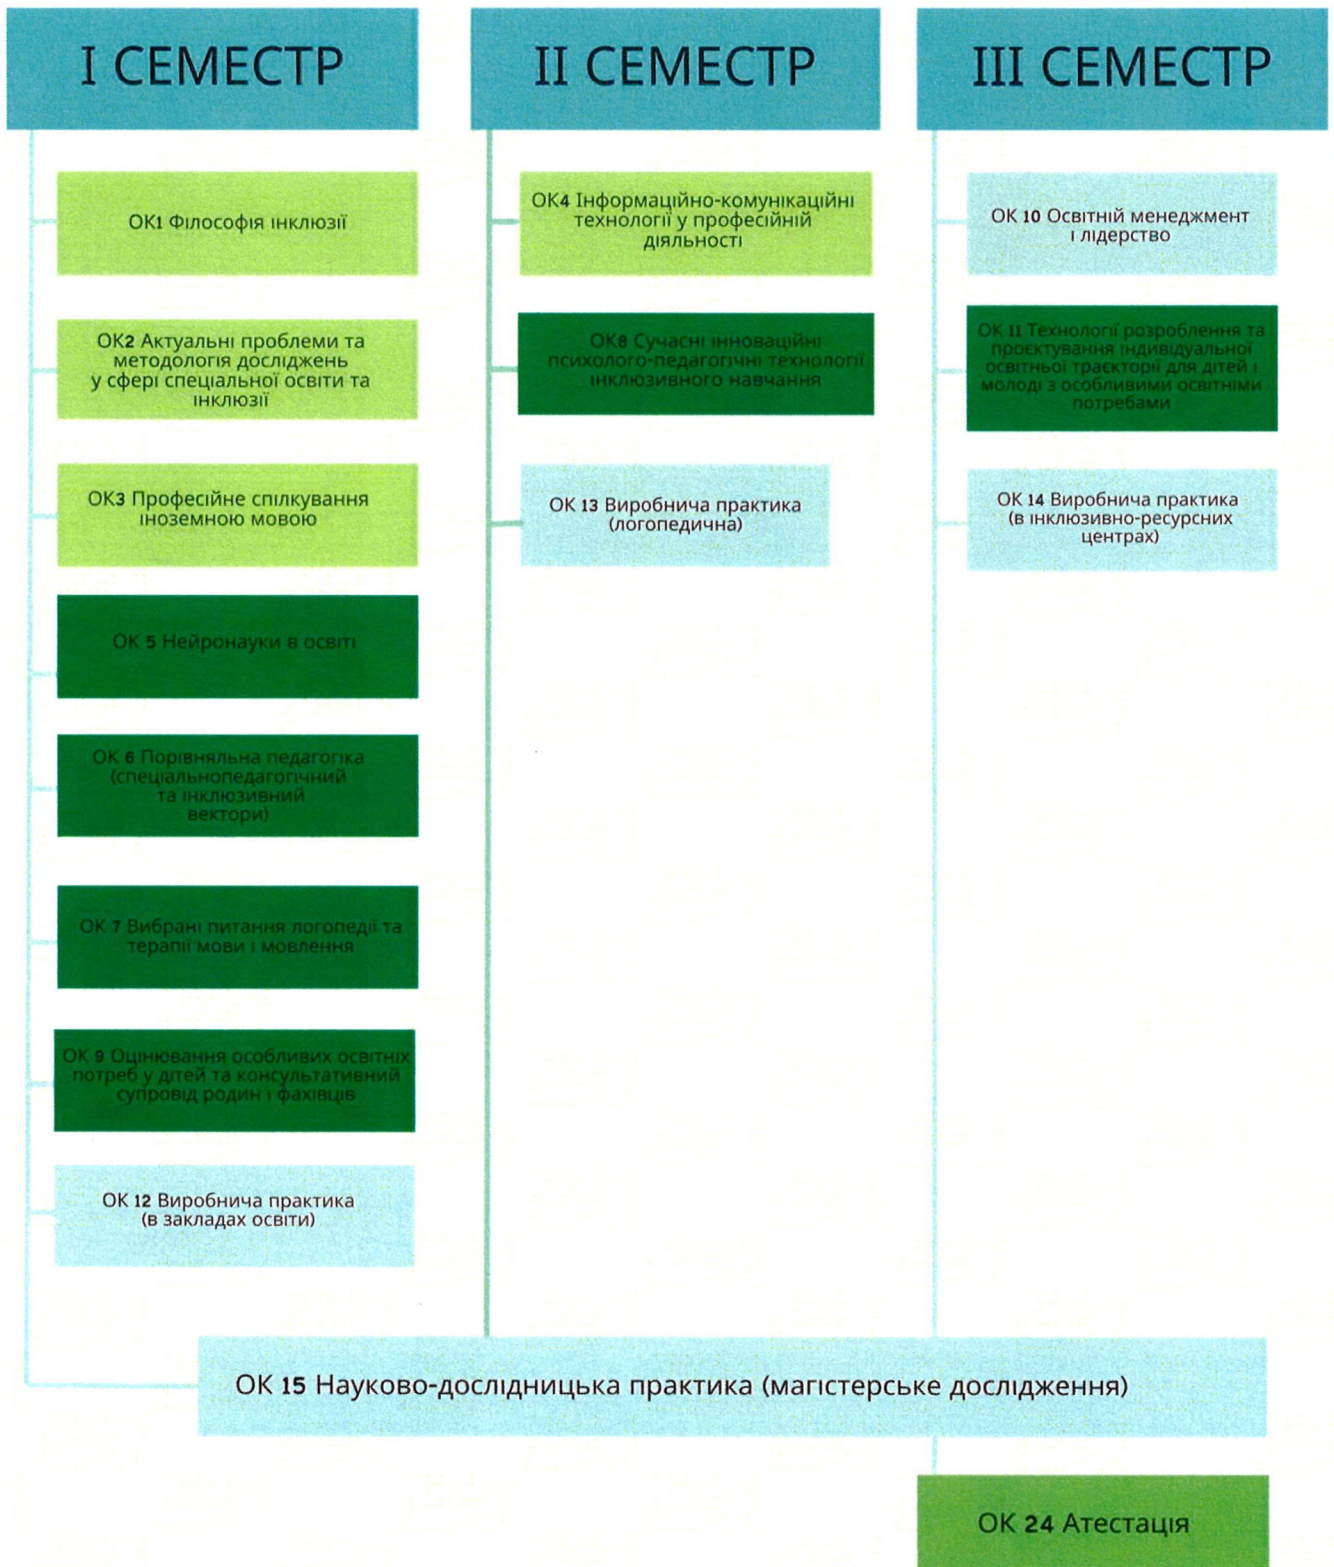 І СЕМЕСТР
ОК1 Філософія інклюзії
ОК2 Актуальні проблеми та
методологія досліджень
у сфері спеціальної освіти та
інклюзії
ОК3 Професійне спілкування
іноземною мовою
ОК 5 Нейронауки в освіті
ОК 6 Порівняльна педагогіка
(спеціальнопедагогічний
та інклюзивний
вектори)
ОК 7 Вибрані питання логопедії та
терапії мови і мовлення
ОК 9 Оцінювання особливих освітніх
потреб у дітей та консультативний
супровід родин і фахівців
ОК 12 Виробнича практика
(в закладах освіти)
ІІ СЕМЕСТР
ОК4 Інформаційно-комунікаційні
технології у професійній
діяльності
ОК8 Сучасні інноваційні
психолого-педагогічні технології
інклюзивного навчання
ОК 13 Виробнича практика
(логопедична)
ІІІ СЕМЕСТР
ОК 10 Освітній менеджмент
і лідерство
ОК 11 Технології розроблення та
проєктування індивідуальної
освітньої траєкторії для дітей і
молоді з особливими освітніми
потребами
ОК 14 Виробнича практика
(в інклюзивно-ресурсних
центрах)
ОК 15 Науково-дослідницька практика (магістерське дослідження)
ОК 24 Атестація